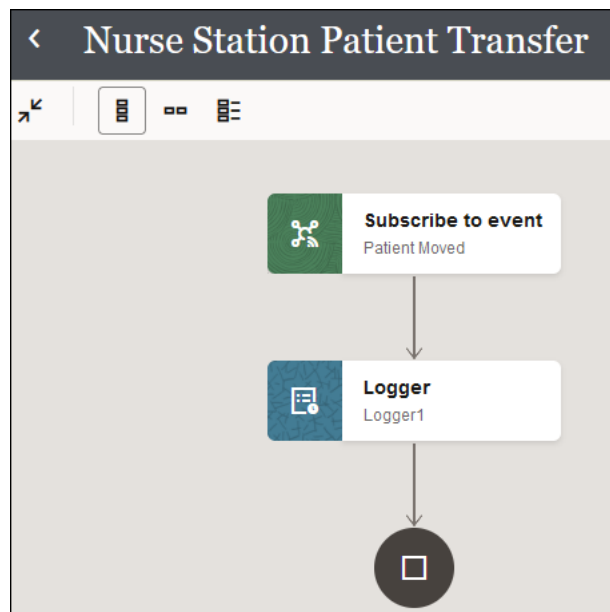 Nurse Station Patient Transfer
Subscribe to event
Patient Moved
Logger
Logger1